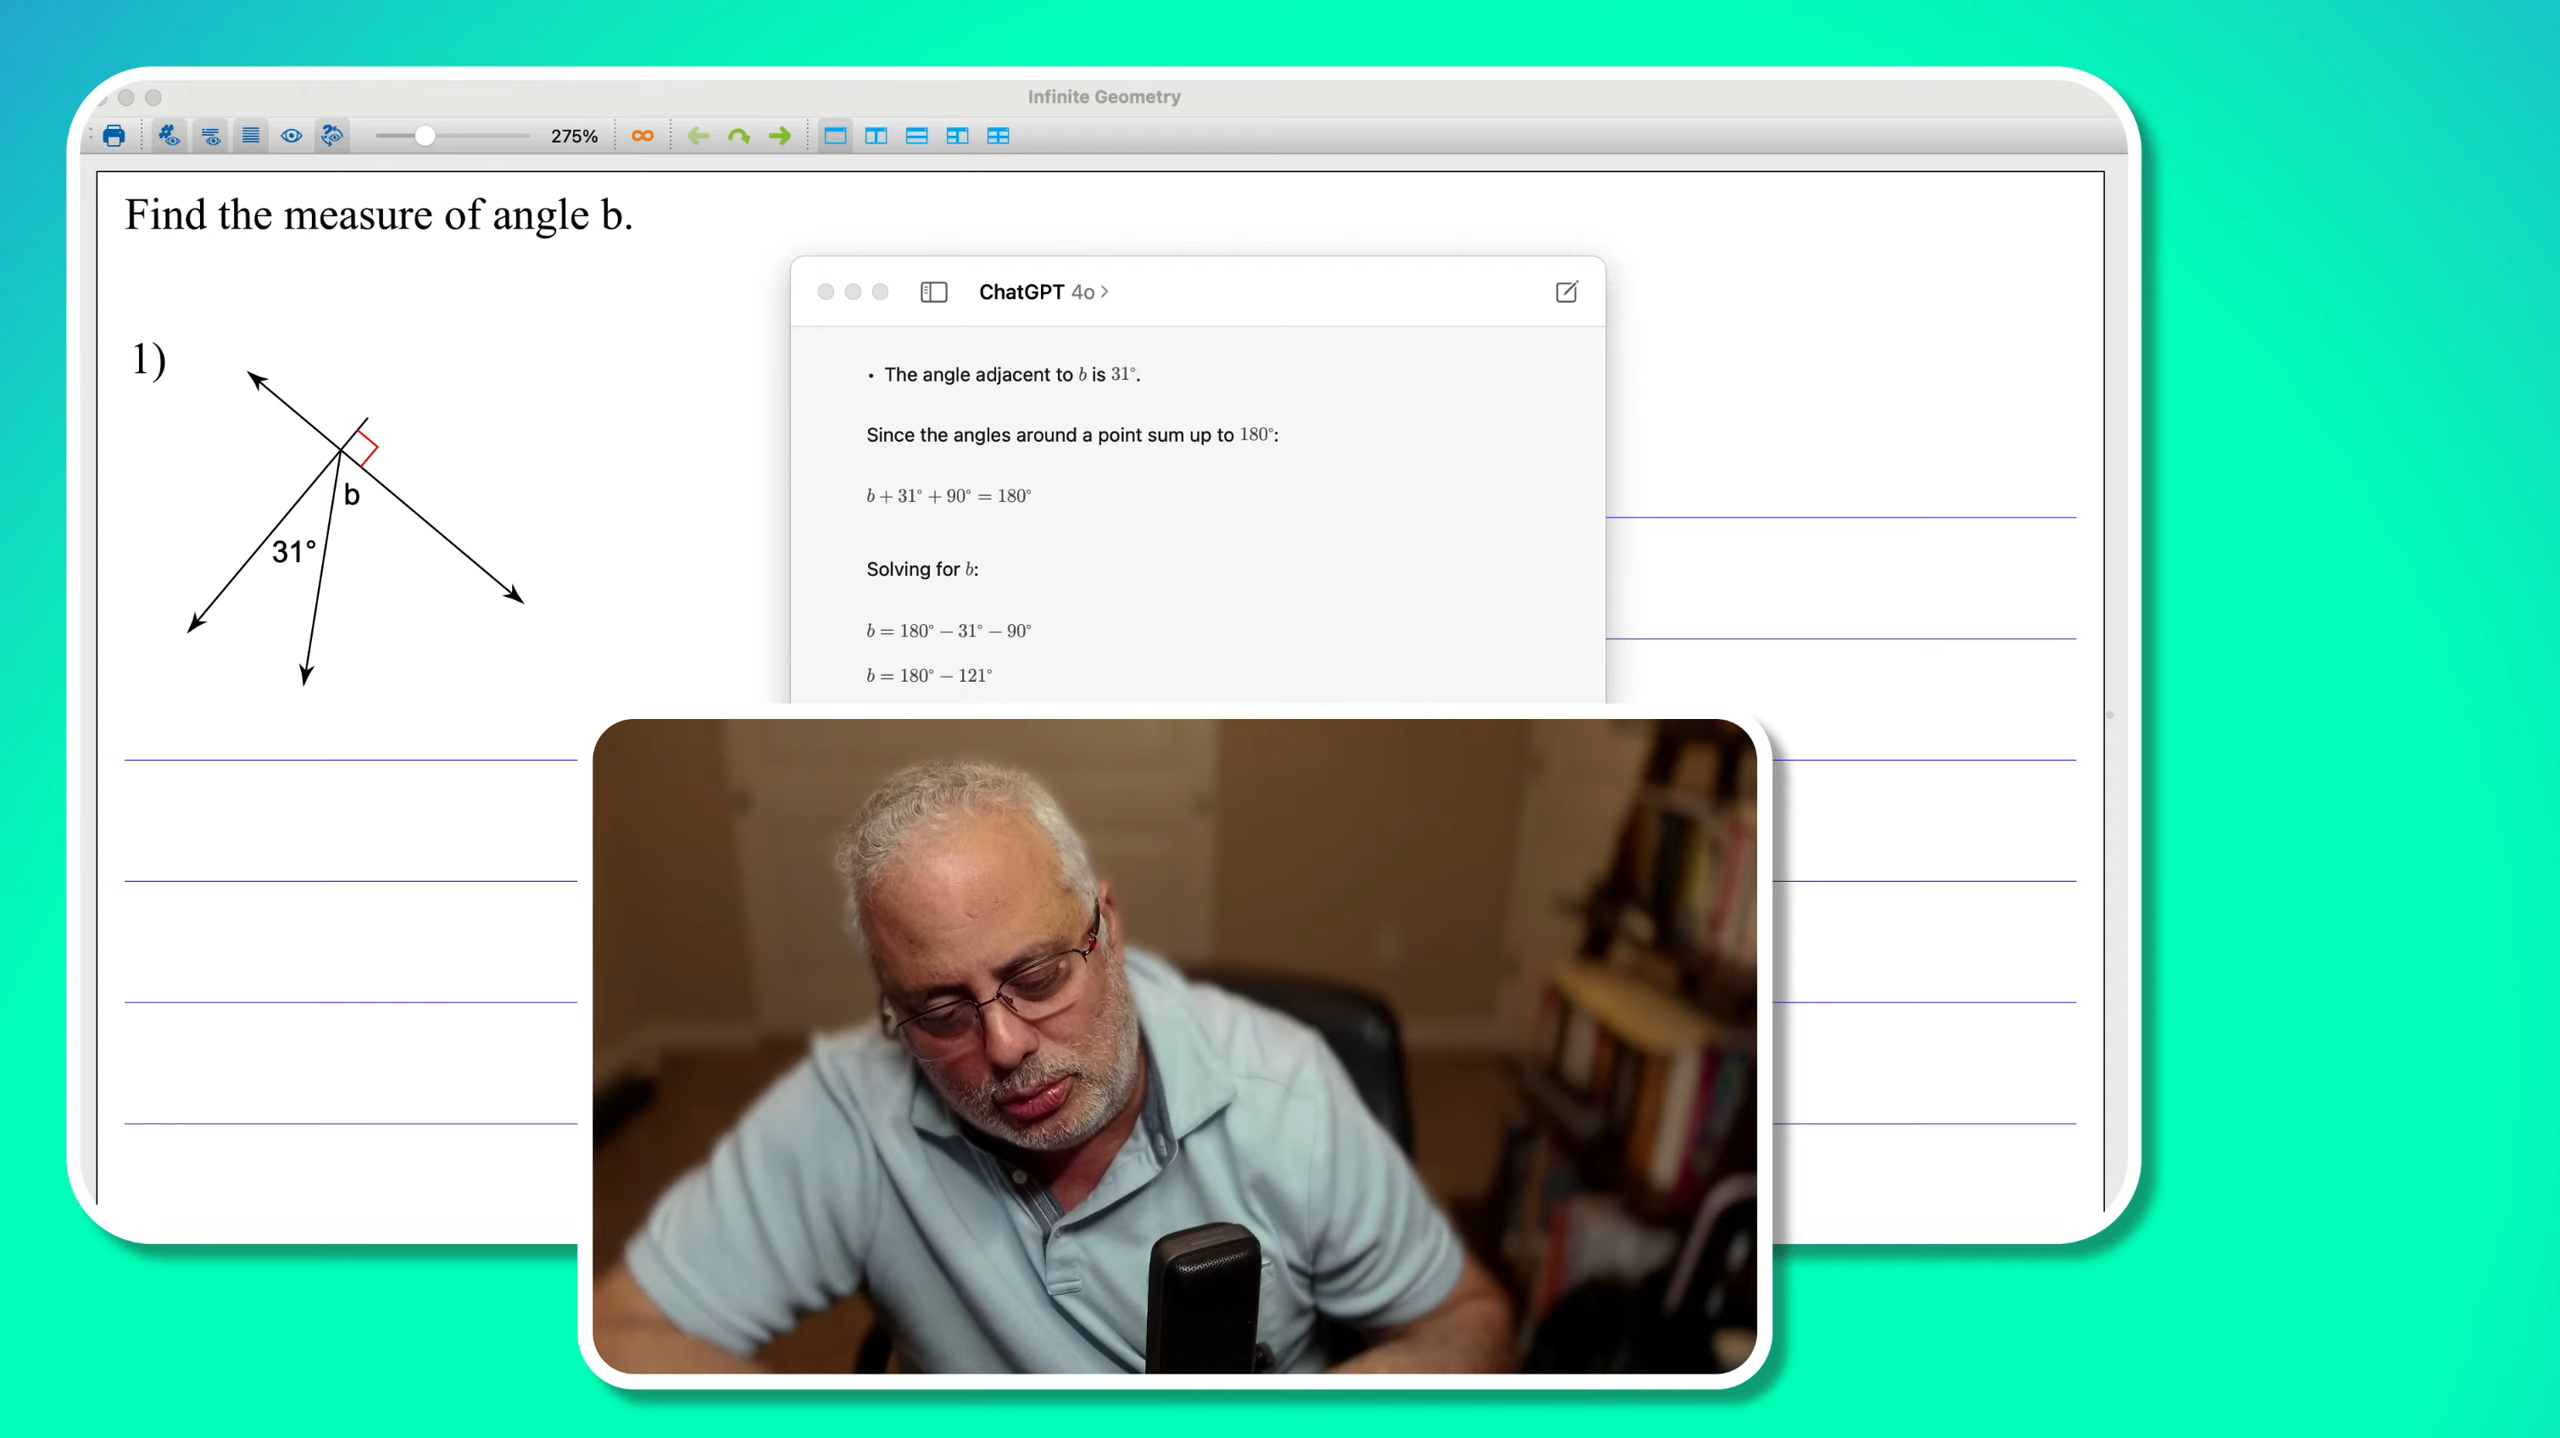 Infinite Geometry
275%
Find the measure of angle b.
1)
b
31°
ChatGPT 4o >
• The angle adjacent to b is 31°.
Since the angles around a point sum up to 180°:
b + 31° + 90° = 180°
Solving for b:
b = 180° − 31° − 90°
b = 180° − 121°